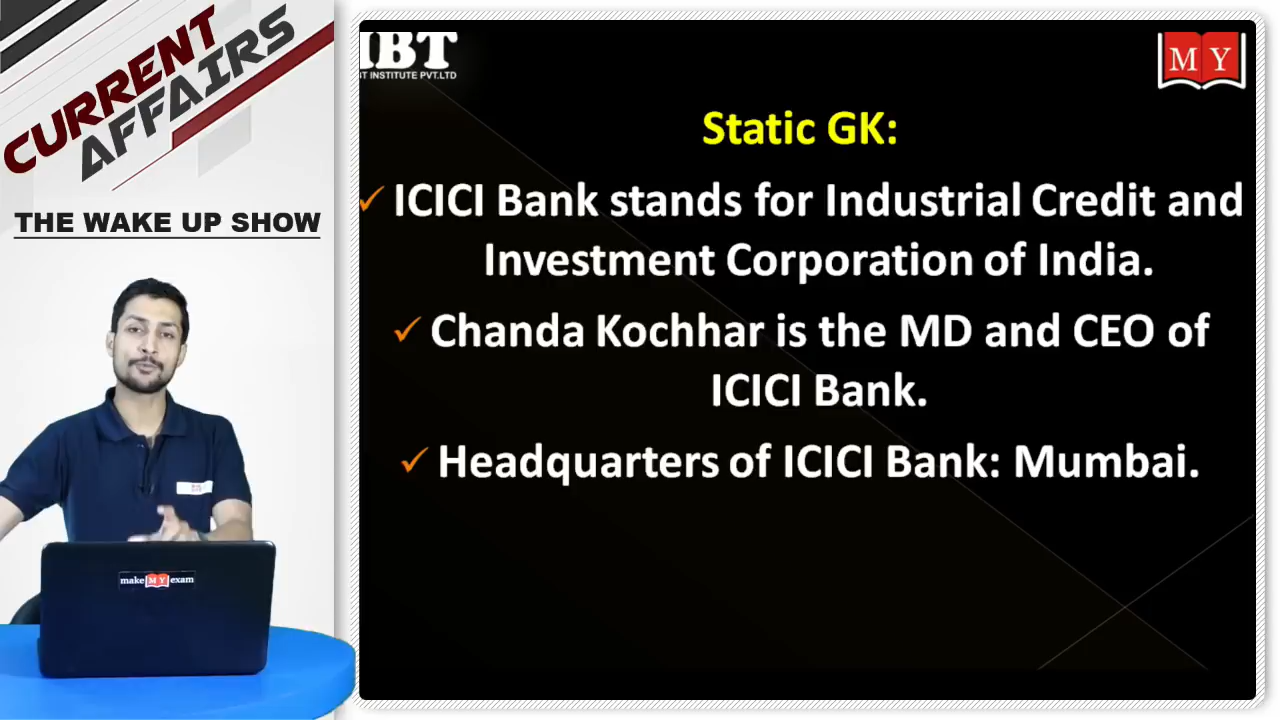 CURRENT
AFFAIRS
THE WAKE UP SHOW
IBT
BT INSTITUTE PVT.LTD
M Y
Static GK:
✓ ICICI Bank stands for Industrial Credit and
Investment Corporation of India.
✓ Chanda Kochhar is the MD and CEO of
ICICI Bank.
✓ Headquarters of ICICI Bank: Mumbai.
make MY exam